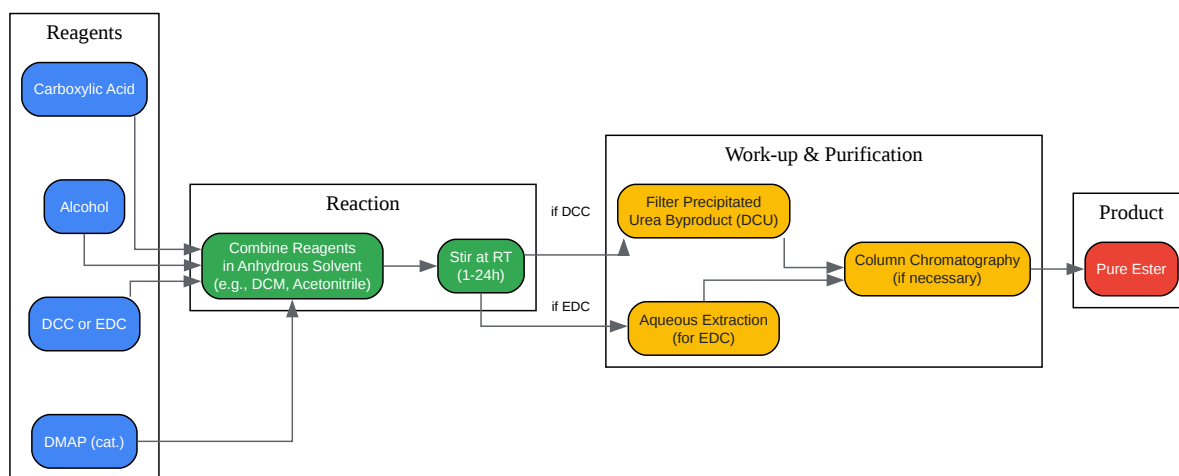 Reagents
Carboxylic Acid
Alcohol
DCC or EDC
DMAP (cat.)
Reaction
Combine Reagents
in Anhydrous Solvent
(e.g., DCM, Acetonitrile)
Stir at RT
(1-24h)
if DCC
if EDC
Work-up & Purification
Filter Precipitated
Urea Byproduct (DCU)
Aqueous Extraction
(for EDC)
Column Chromatography
(if necessary)
Product
Pure Ester